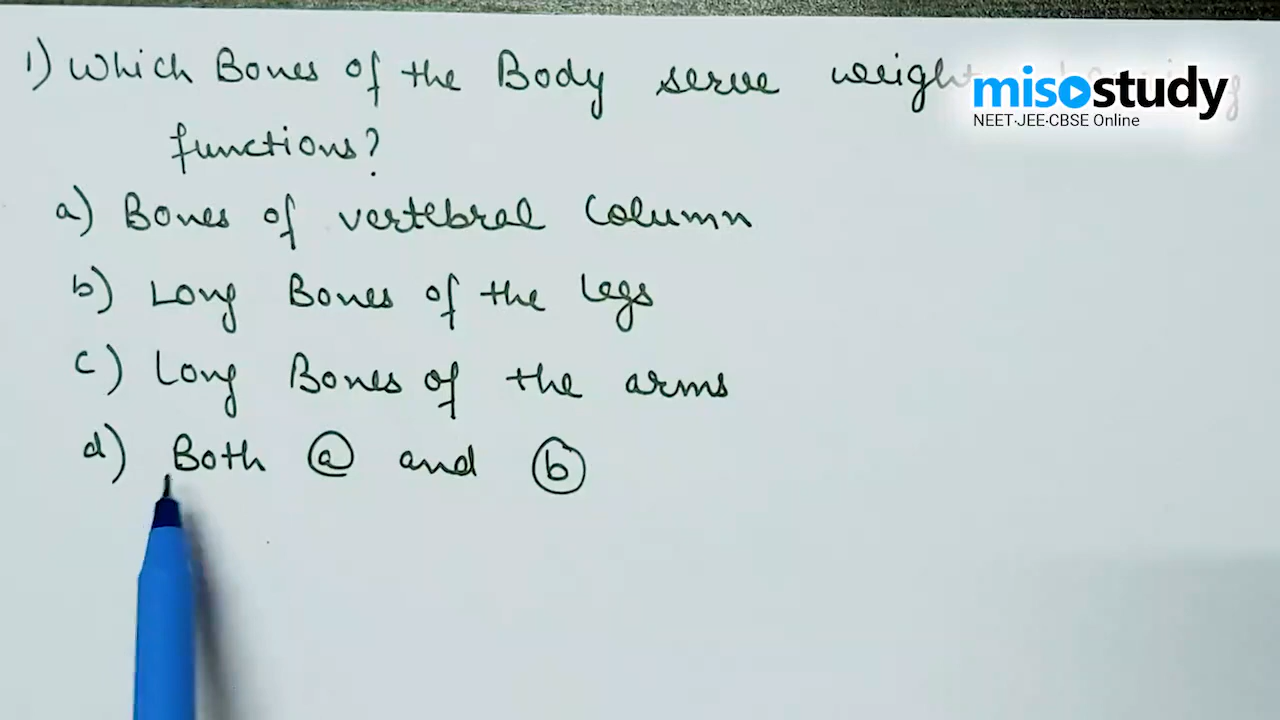 1) Which Bones of the Body serve weight
functions?
a) Bones of vertebral column
b) Long Bones of the legs
c) Long Bones of the arms
d) Both ⓐ and ⓑ
misostudy
NEET·JEE·CBSE Online